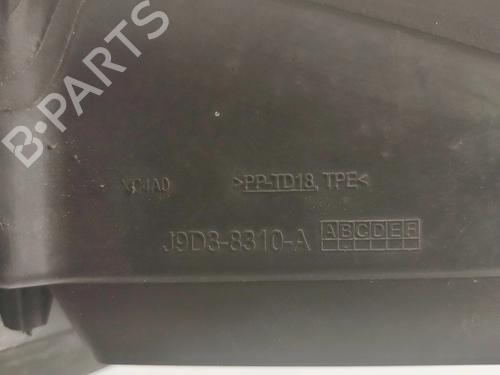 B-PARTS
>PP-TD18, TPE<
J9D3-8310-A
ABCDEF